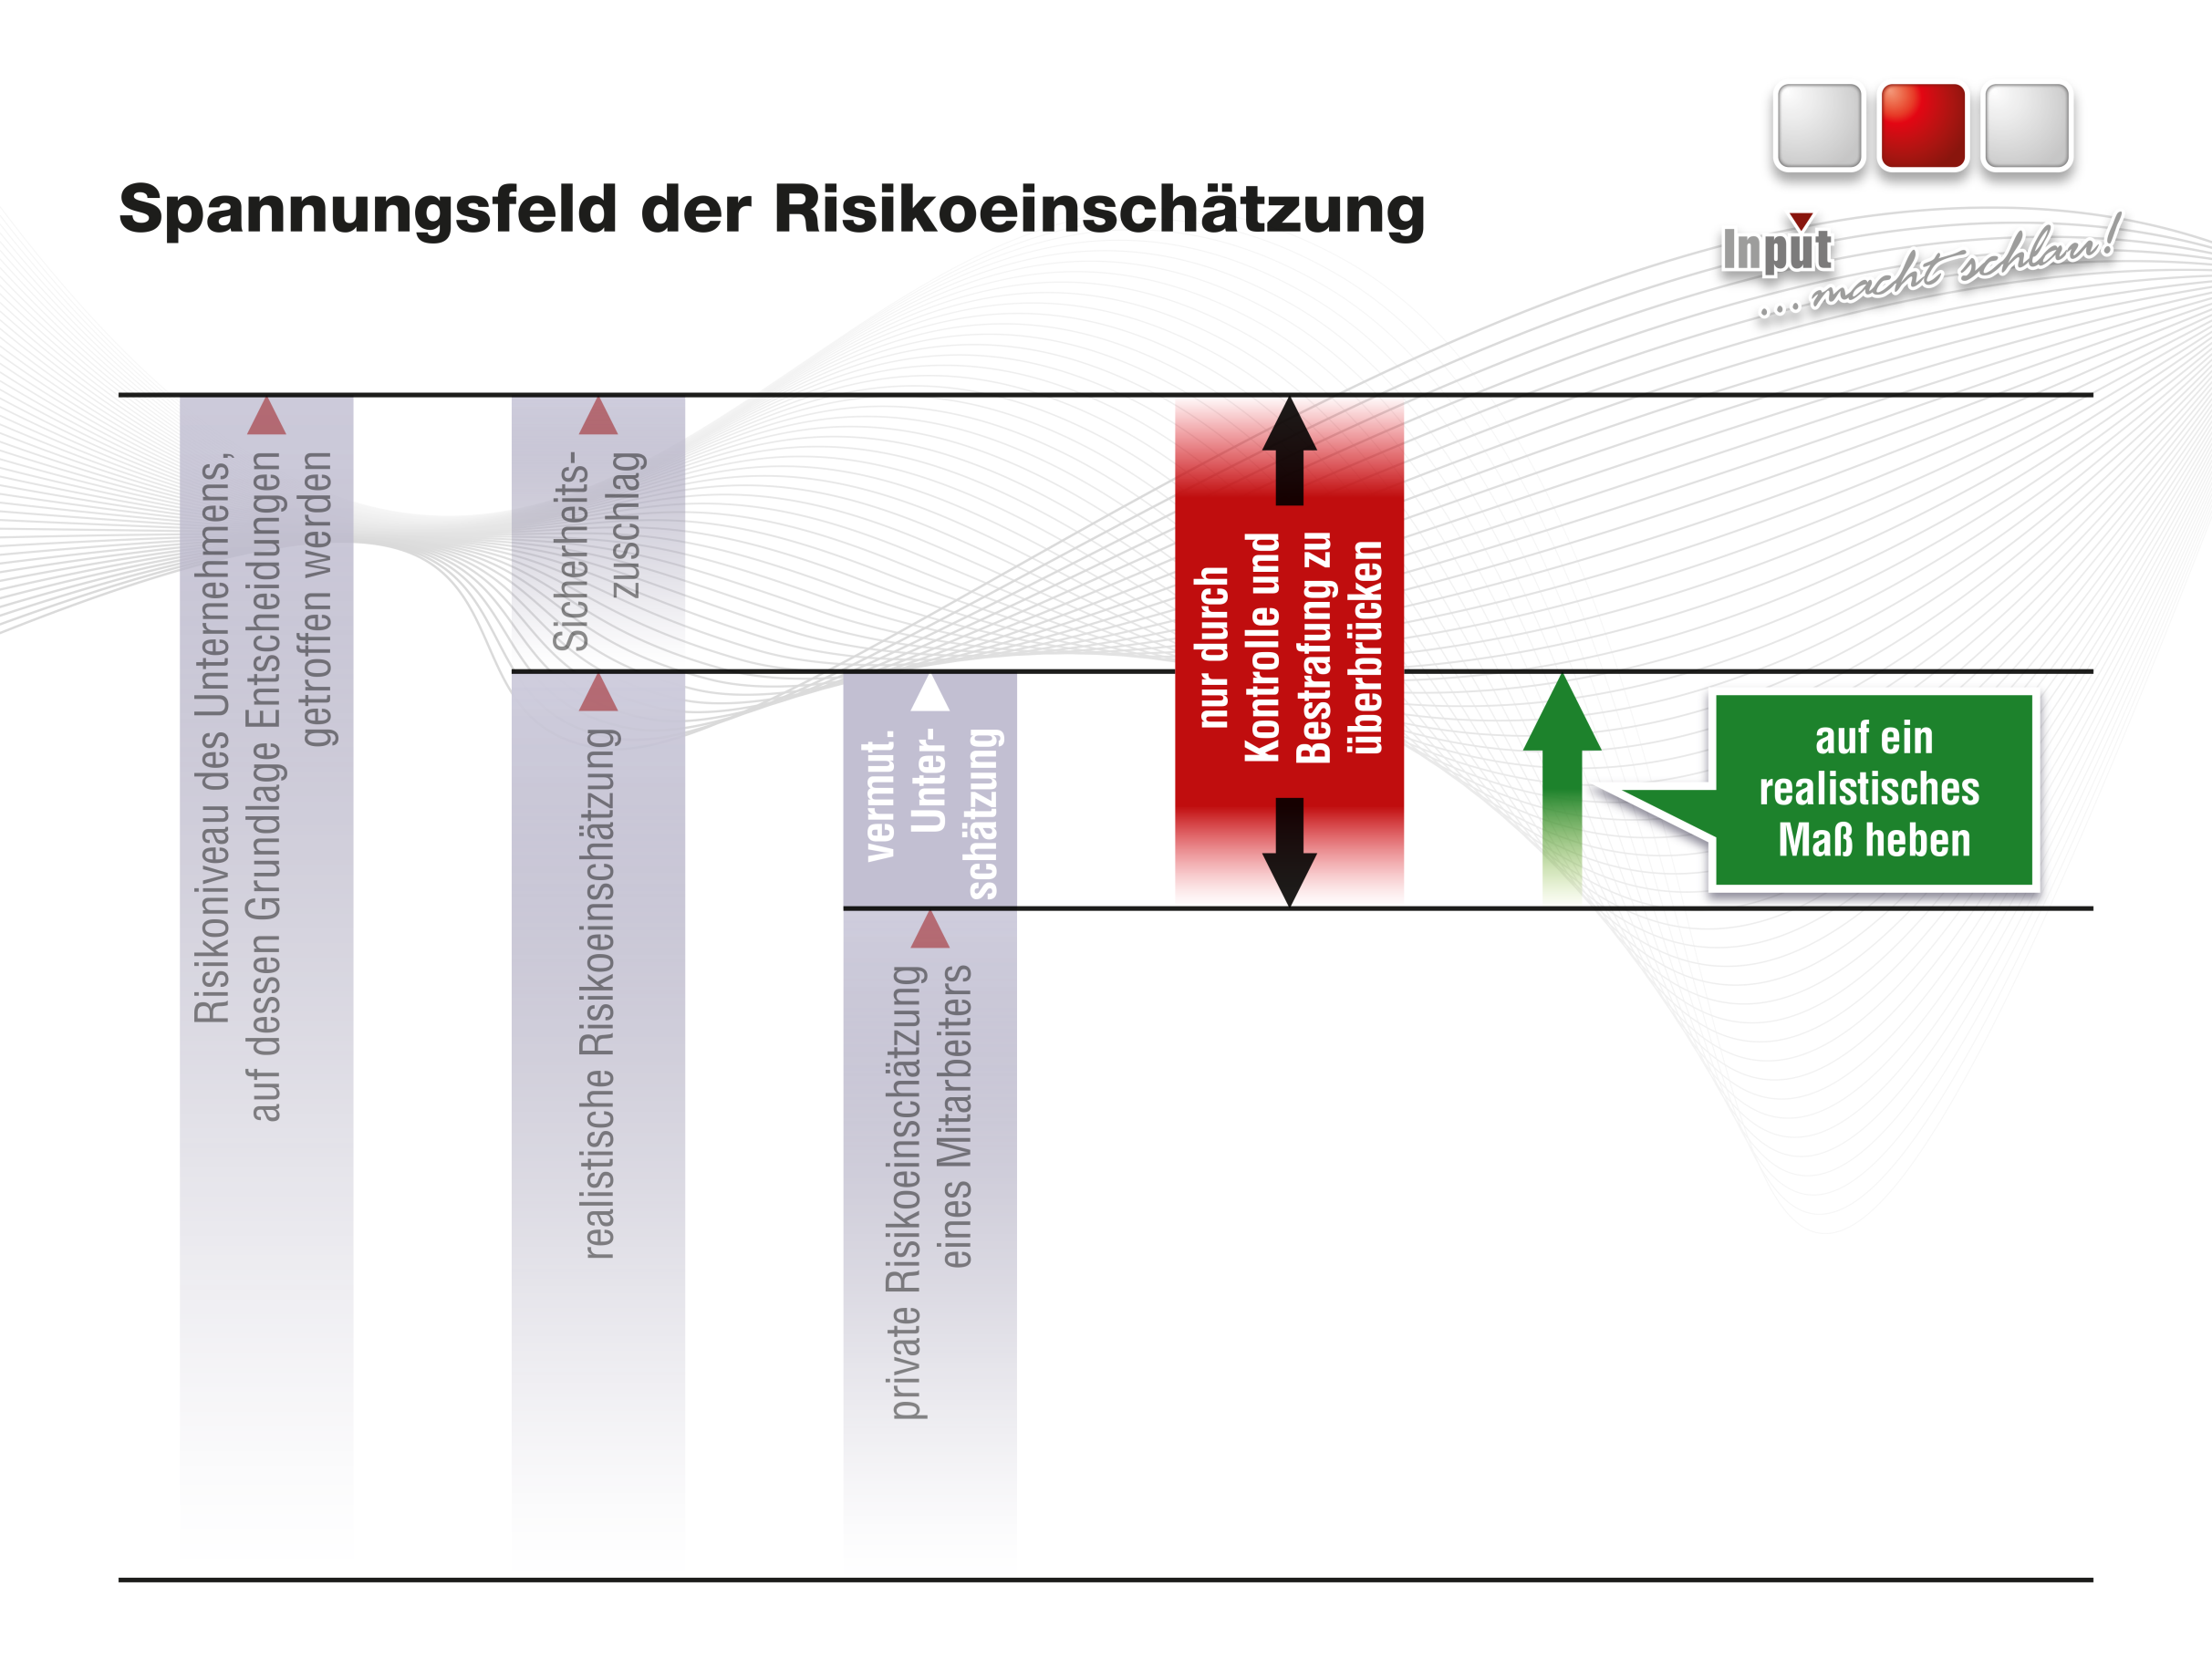 Spannungsfeld der Risikoeinschätzung
Input
... macht schlau!
Risikoniveau des Unternehmens,
auf dessen Grundlage Entscheidungen
getroffen werden
Sicherheits-
zuschlag
realistische Risikoeinschätzung
vermut.
Unter-
schätzung
private Risikoeinschätzung
eines Mitarbeiters
nur durch
Kontrolle und
Bestrafung zu
überbrücken
auf ein
realistisches
Maß heben